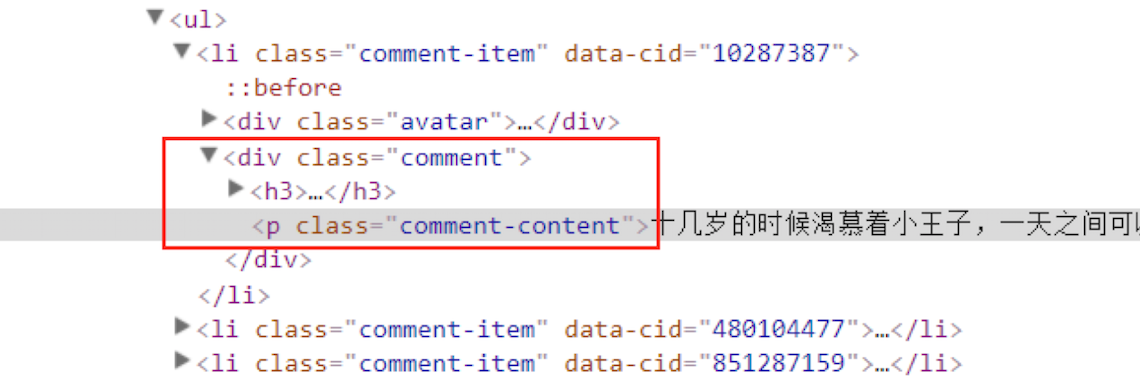 ▼<ul>
▼<li class="comment-item" data-cid="10287387">
::before
▶<div class="avatar">…</div>
▼<div class="comment">
▶<h3>…</h3>
<p class="comment-content">十几岁的时候渴慕着小王子，一天之间可以
</div>
</li>
▶<li class="comment-item" data-cid="480104477">…</li>
▶<li class="comment-item" data-cid="851287159">…</li>